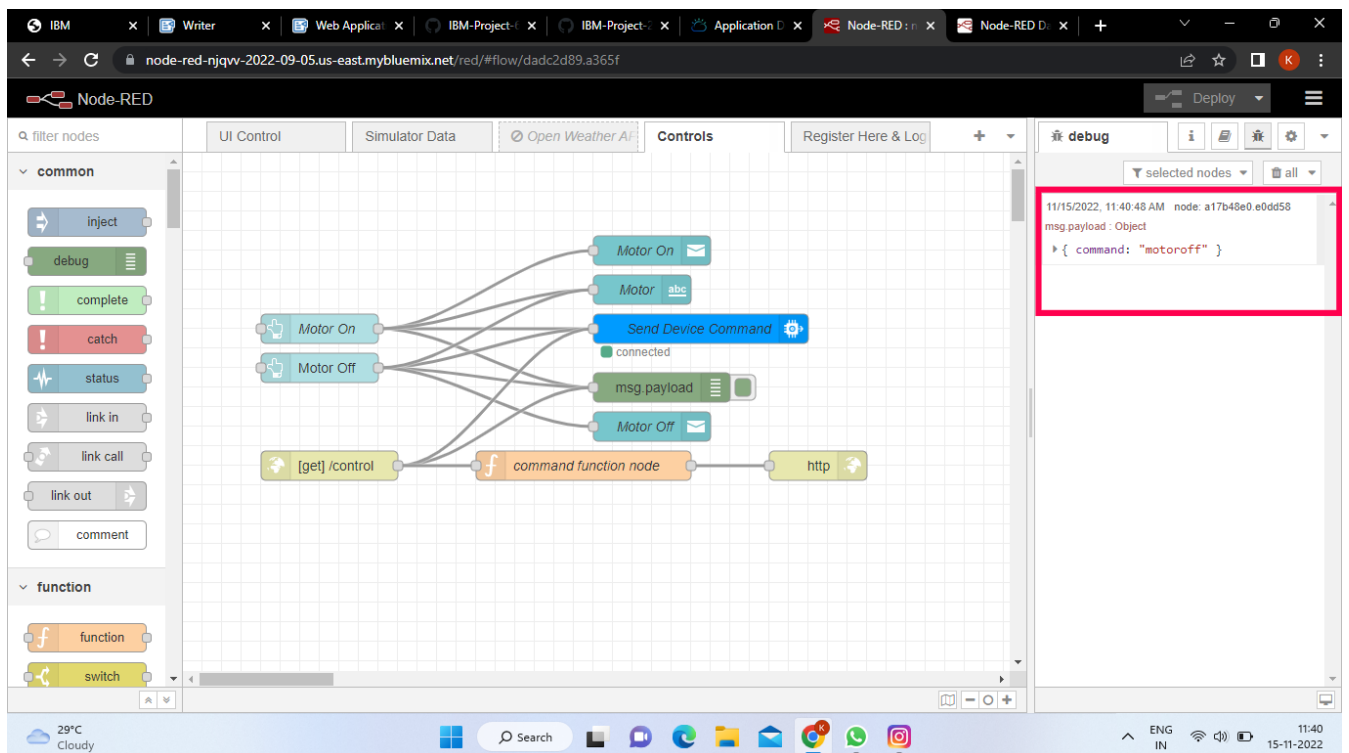 IBM
Writer
Web Applicat
IBM-Project-
IBM-Project-2
Application D
Node-RED : n
Node-RED Da
node-red-njqvv-2022-09-05.us-east.mybluemix.net/red/#flow/dadc2d89.a365f
K
Node-RED
Deploy
filter nodes
UI Control
Simulator Data
Open Weather AP
Controls
Register Here & Log
debug
i
common
selected nodes
all
inject
debug
complete
catch
status
link in
link call
link out
comment
function
function
switch
Motor On
Motor
abc
Motor On
Send Device Command
connected
Motor Off
msg.payload
Motor Off
[get] /control
f
command function node
http
11/15/2022, 11:40:48 AM node: a17b48e0.e0dd58
msg.payload : Object
{ command: "motoroff" }
29°C
Cloudy
Search
K
ENG
IN
11:40
15-11-2022